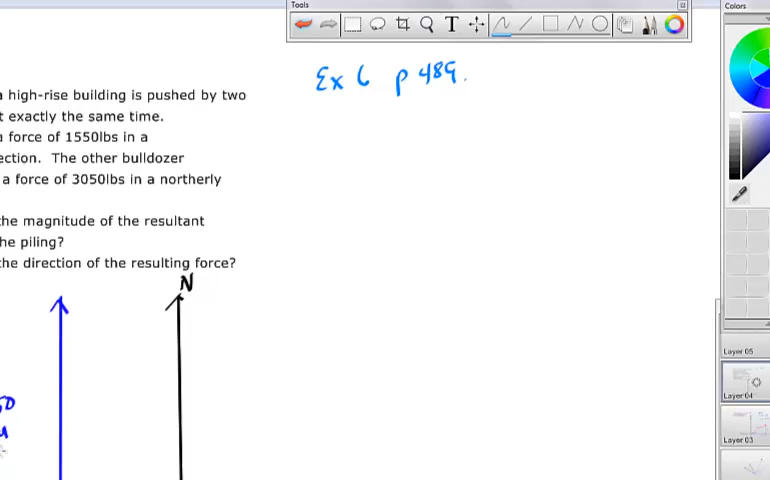 Tools
Colors
T
Ex 6 p 489.
a high-rise building is pushed by two
t exactly the same time.
a force of 1550lbs in a
ection. The other bulldozer
a force of 3050lbs in a northerly
the magnitude of the resultant
he piling?
the direction of the resulting force?
N
50
Layer 05
Layer 04
Layer 03